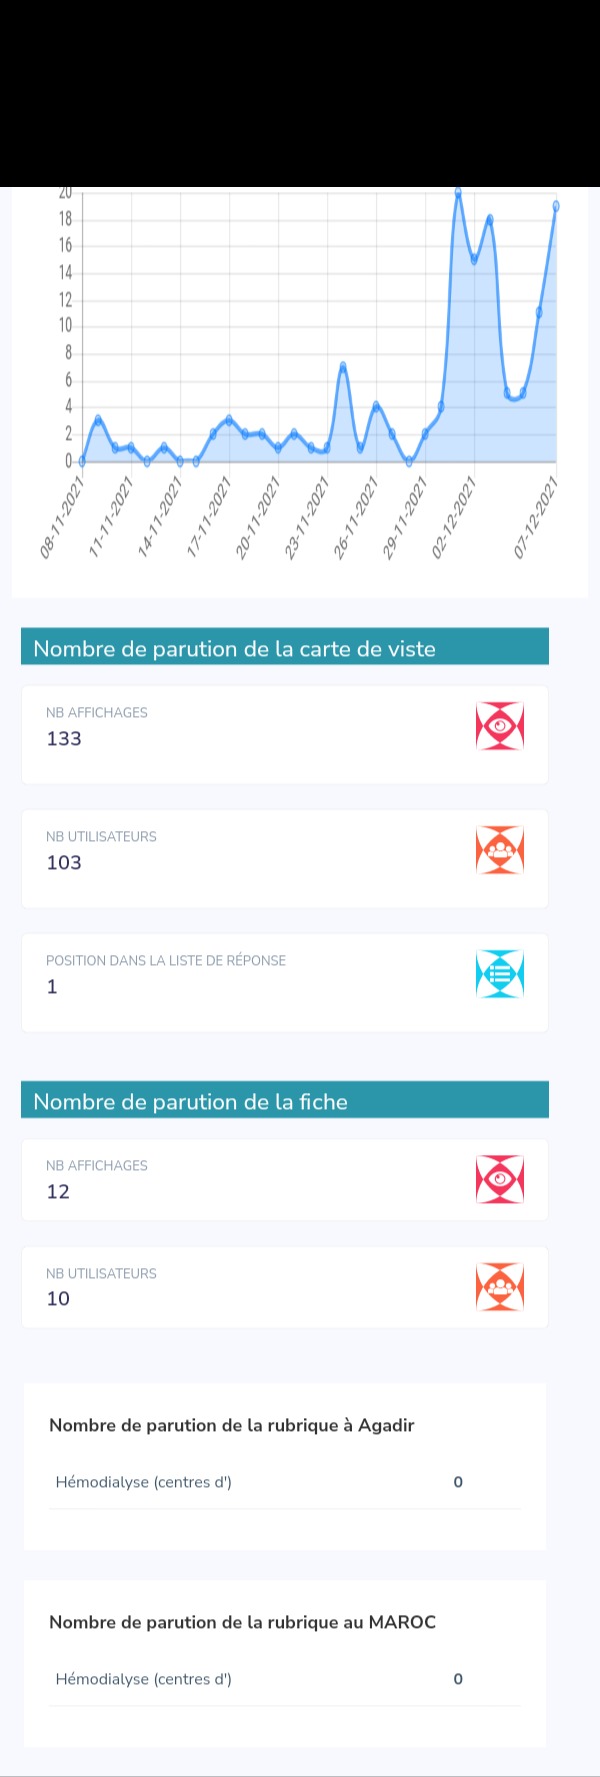 20
18
16
14
12
10
8
6
4
2
0
08-11-2021
11-11-2021
14-11-2021
17-11-2021
20-11-2021
23-11-2021
26-11-2021
29-11-2021
02-12-2021
07-12-2021
Nombre de parution de la carte de viste
NB AFFICHAGES
133
NB UTILISATEURS
103
POSITION DANS LA LISTE DE RÉPONSE
1
Nombre de parution de la fiche
NB AFFICHAGES
12
NB UTILISATEURS
10
Nombre de parution de la rubrique à Agadir
Hémodialyse (centres d') 0
Nombre de parution de la rubrique au MAROC
Hémodialyse (centres d') 0